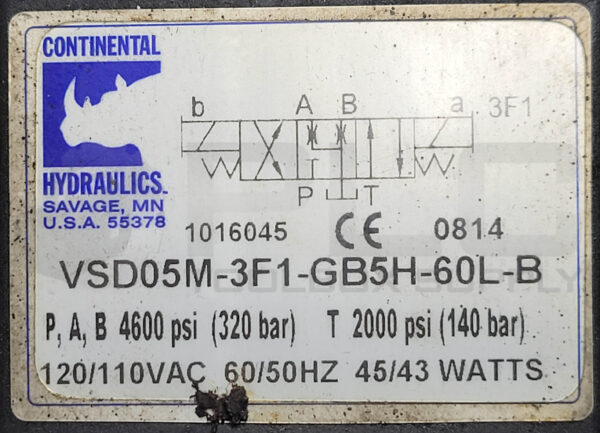 CONTINENTAL
HYDRAULICS™
SAVAGE, MN
U.S.A. 55378
b A B a 3F1
P T
1016045 CE 0814
VSD05M-3F1-GB5H-60L-B
P, A, B 4600 psi (320 bar) T 2000 psi (140 bar)
120/110VAC 60/50HZ 45/43 WATTS